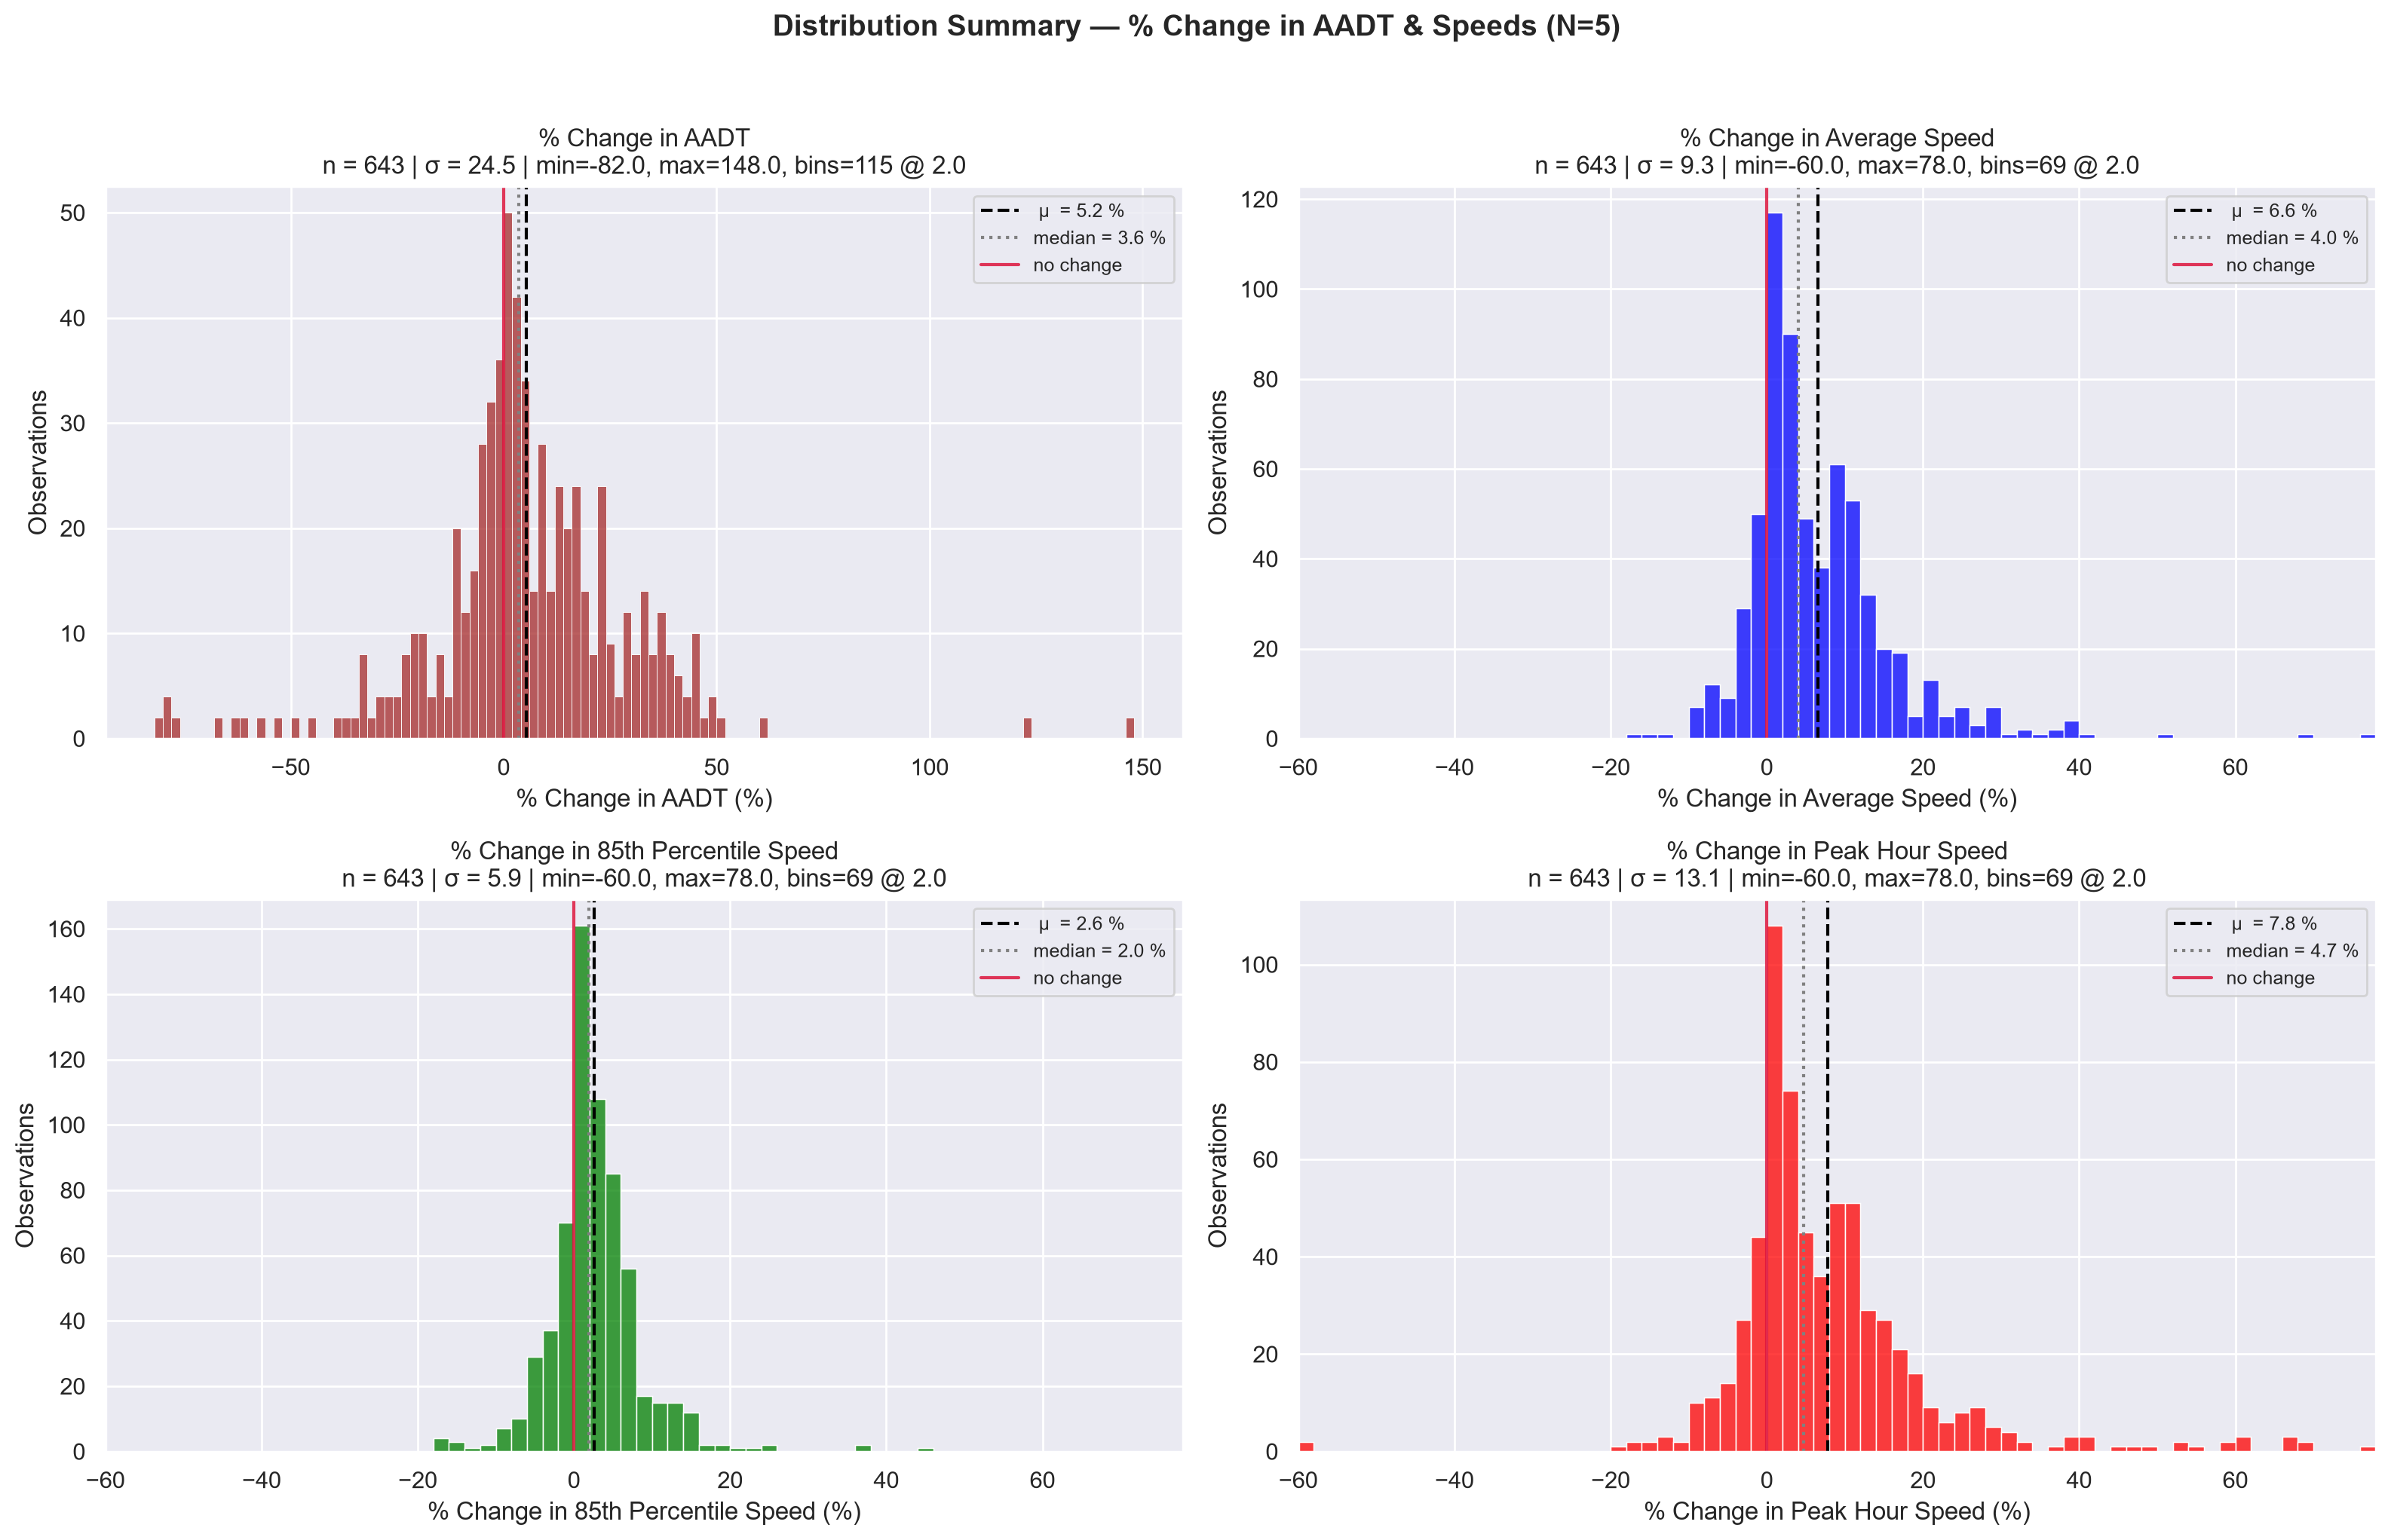 Distribution Summary — % Change in AADT & Speeds (N=5)
% Change in AADT
n = 643 | σ = 24.5 | min=-82.0, max=148.0, bins=115 @ 2.0
μ = 5.2 %
median = 3.6 %
no change
50
40
30
20
10
0
Observations
−50
0
50
100
150
% Change in AADT (%)
% Change in Average Speed
n = 643 | σ = 9.3 | min=-60.0, max=78.0, bins=69 @ 2.0
μ = 6.6 %
median = 4.0 %
no change
120
100
80
60
40
20
0
Observations
−60
−40
−20
0
20
40
60
% Change in Average Speed (%)
% Change in 85th Percentile Speed
n = 643 | σ = 5.9 | min=-60.0, max=78.0, bins=69 @ 2.0
μ = 2.6 %
median = 2.0 %
no change
160
140
120
100
80
60
40
20
0
Observations
−60
−40
−20
0
20
40
60
% Change in 85th Percentile Speed (%)
% Change in Peak Hour Speed
n = 643 | σ = 13.1 | min=-60.0, max=78.0, bins=69 @ 2.0
μ = 7.8 %
median = 4.7 %
no change
100
80
60
40
20
0
Observations
−60
−40
−20
0
20
40
60
% Change in Peak Hour Speed (%)